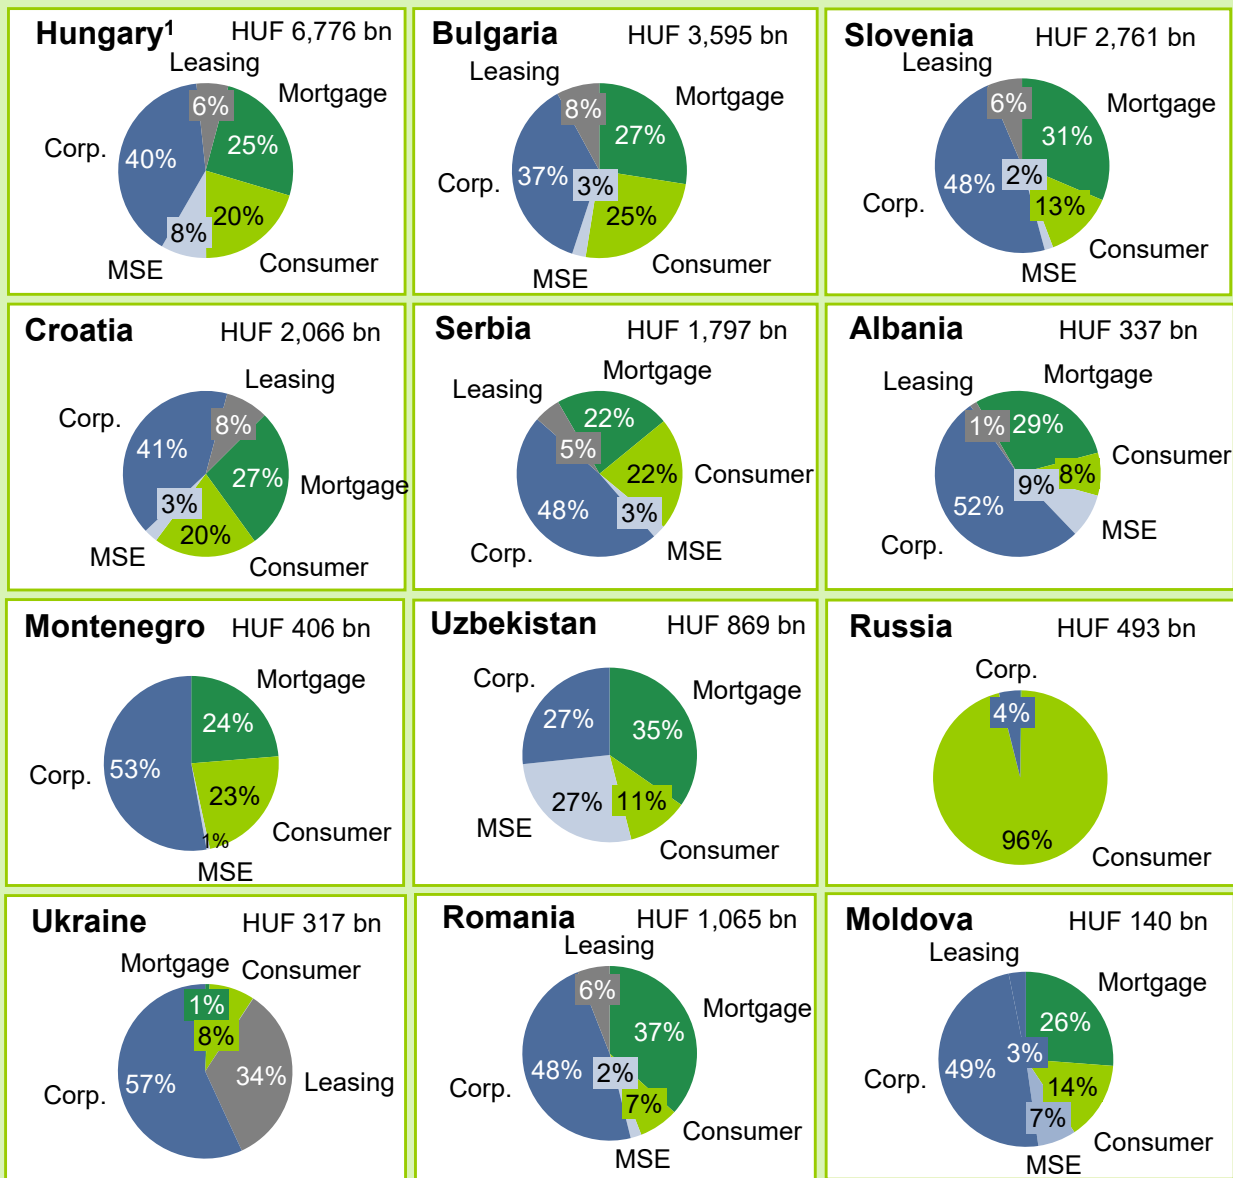 Hungary¹ HUF 6,776 bn
Leasing
Mortgage
6%
25%
Corp.
40%
20%
8%
MSE
Consumer
Bulgaria HUF 3,595 bn
Leasing
Mortgage
8%
27%
Corp.
37%
3%
25%
MSE
Consumer
Slovenia HUF 2,761 bn
Leasing
Mortgage
6%
31%
48%
2%
Corp.
13%
Consumer
MSE
Croatia HUF 2,066 bn
Leasing
Corp.
8%
41%
27%
Mortgage
3%
20%
MSE
Consumer
Serbia HUF 1,797 bn
Mortgage
Leasing
22%
5%
22%
Consumer
48%
3%
Corp.
MSE
Albania HUF 337 bn
Leasing
Mortgage
1%
29%
Consumer
8%
9%
52%
MSE
Corp.
Montenegro HUF 406 bn
Mortgage
24%
Corp.
53%
23%
Consumer
1%
MSE
Uzbekistan HUF 869 bn
Corp.
Mortgage
27%
35%
27%
11%
MSE
Consumer
Russia HUF 493 bn
Corp.
4%
96%
Consumer
Ukraine HUF 317 bn
Mortgage
Consumer
1%
8%
57%
34%
Leasing
Corp.
Romania HUF 1,065 bn
Leasing
6%
Mortgage
37%
48%
2%
Corp.
7%
Consumer
MSE
Moldova HUF 140 bn
Leasing
Mortgage
26%
3%
49%
Corp.
14%
7%
Consumer
MSE